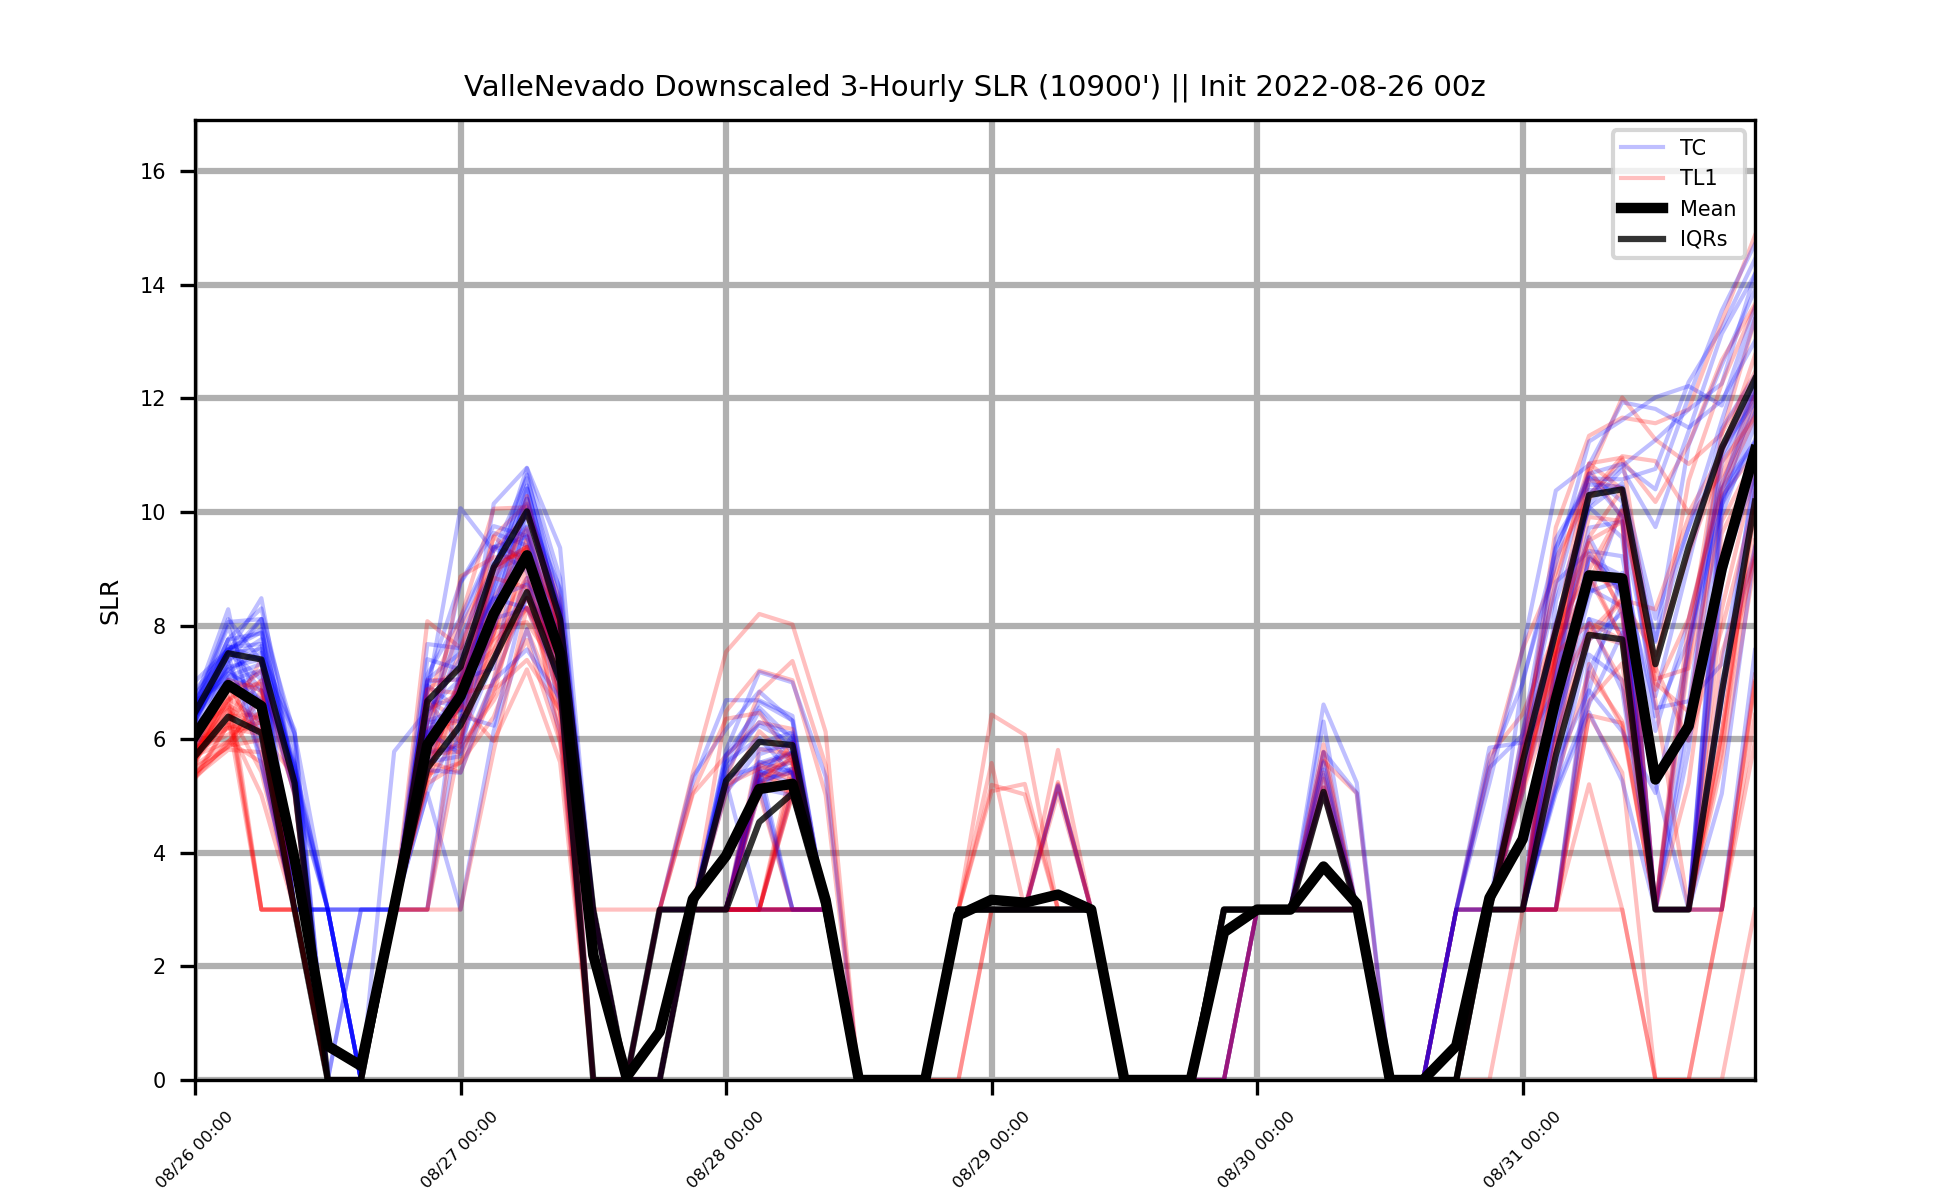 ValleNevado Downscaled 3-Hourly SLR (10900') || Init 2022-08-26 00z
TC
TL1
Mean
IQRs
SLR
16
14
12
10
8
6
4
2
0
08/26 00:00
08/27 00:00
08/28 00:00
08/29 00:00
08/30 00:00
08/31 00:00